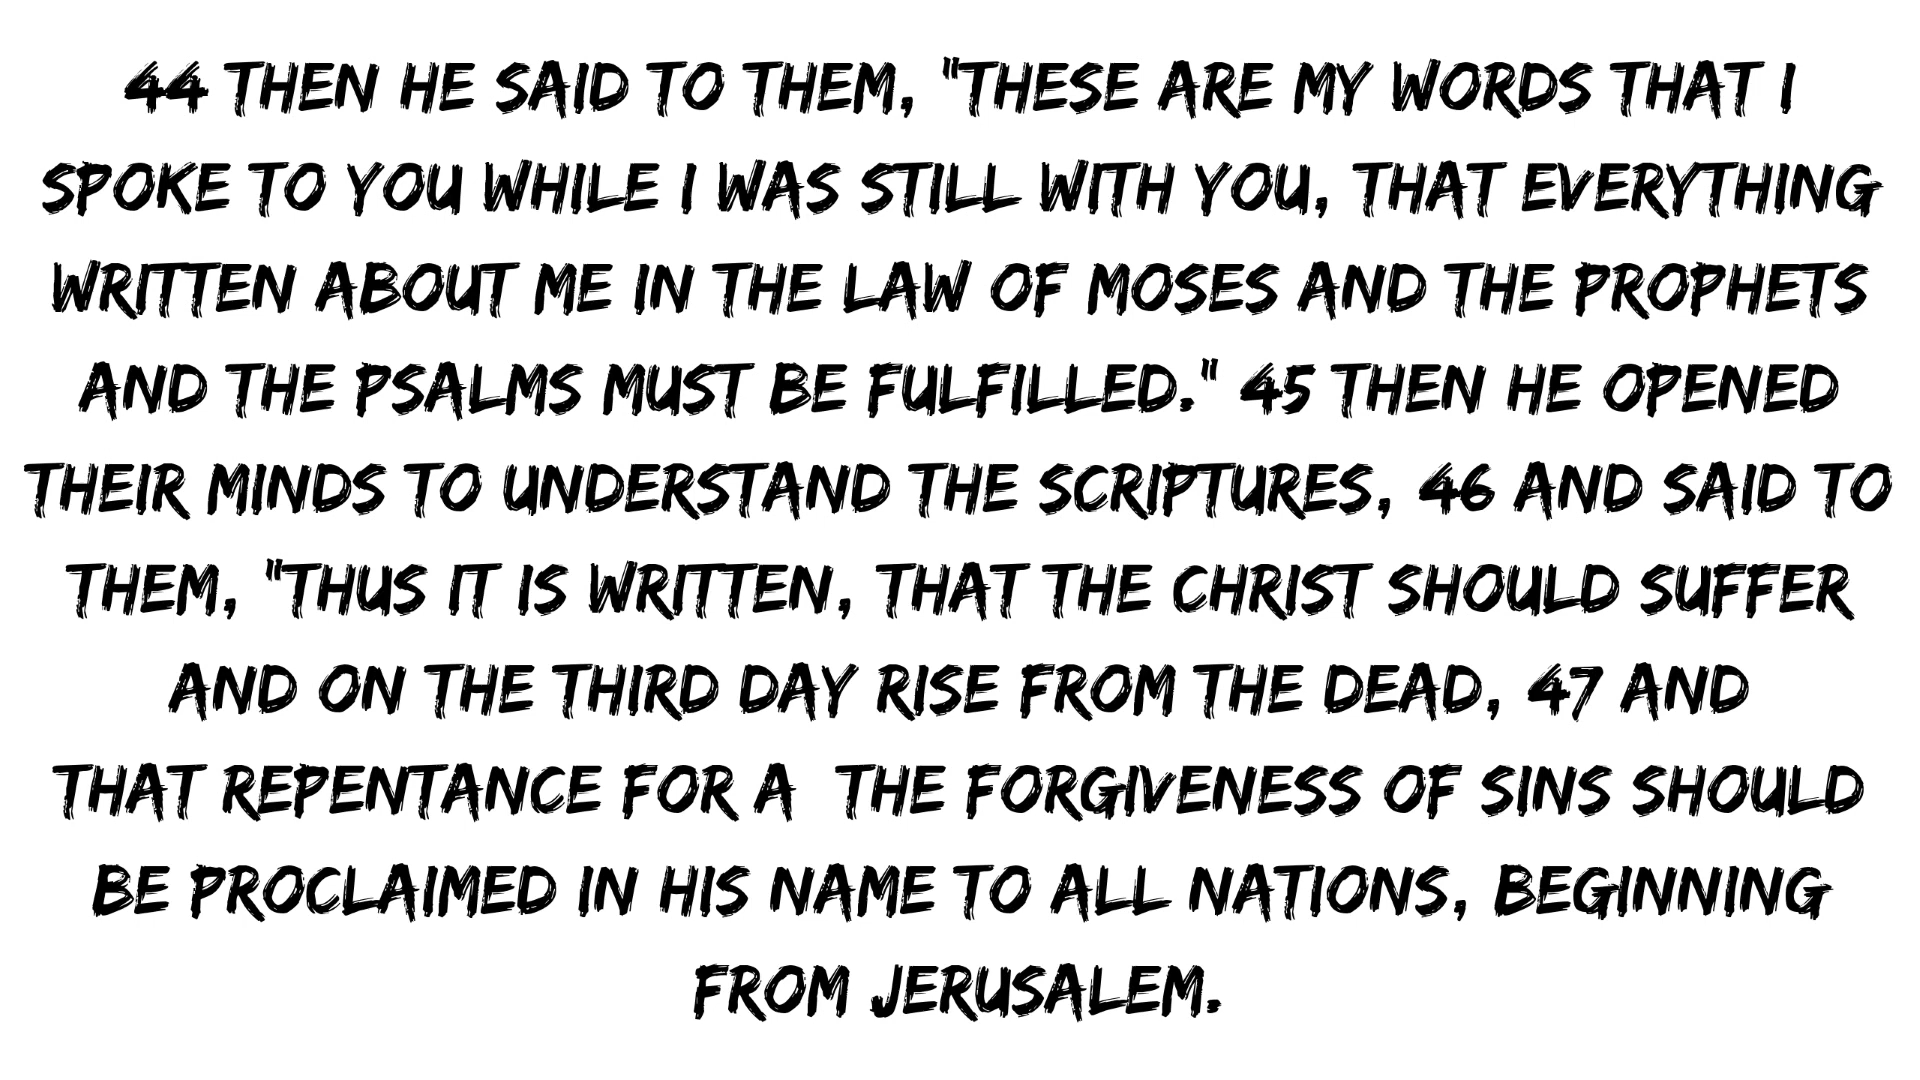 44 THEN HE SAID TO THEM, "THESE ARE MY WORDS THAT I
SPOKE TO YOU WHILE I WAS STILL WITH YOU, THAT EVERYTHING
WRITTEN ABOUT ME IN THE LAW OF MOSES AND THE PROPHETS
AND THE PSALMS MUST BE FULFILLED." 45 THEN HE OPENED
THEIR MINDS TO UNDERSTAND THE SCRIPTURES, 46 AND SAID TO
THEM, "THUS IT IS WRITTEN, THAT THE CHRIST SHOULD SUFFER
AND ON THE THIRD DAY RISE FROM THE DEAD, 47 AND
THAT REPENTANCE FOR A  THE FORGIVENESS OF SINS SHOULD
BE PROCLAIMED IN HIS NAME TO ALL NATIONS, BEGINNING
FROM JERUSALEM.